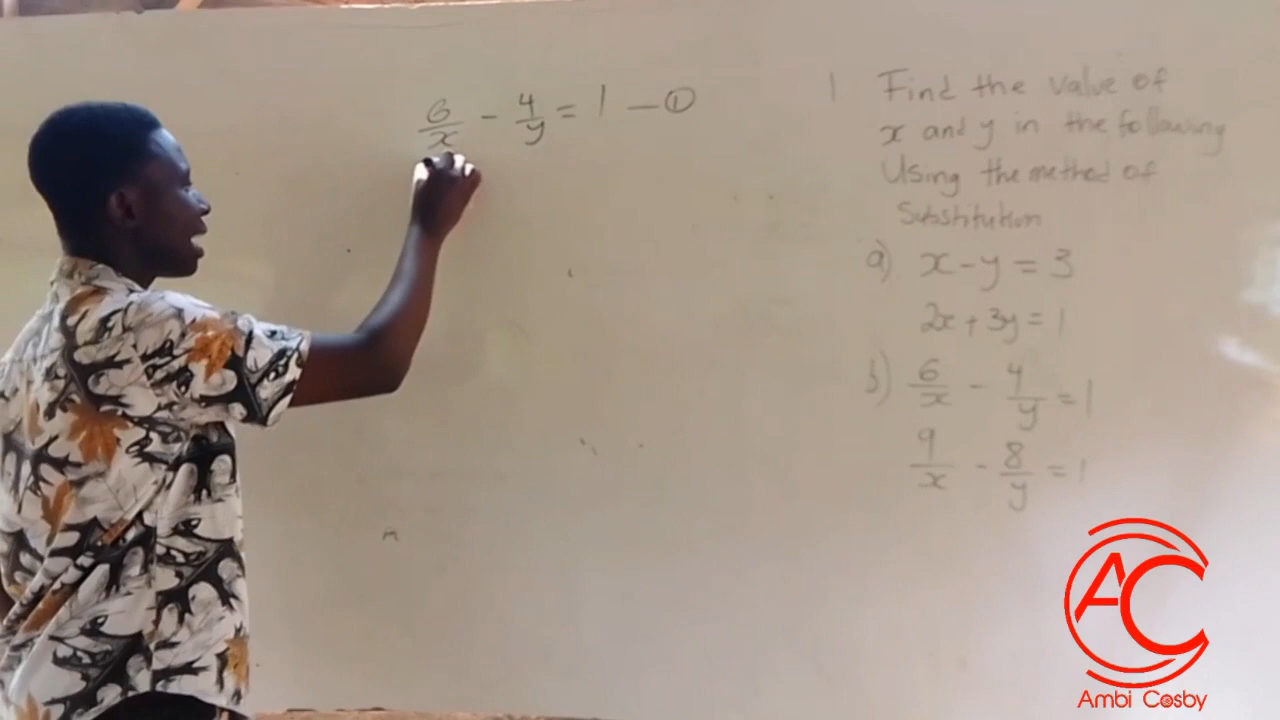 6/x - 4/y = 1 — ①
1 Find the value of
x and y in the following
Using the method of
Substitution
a) x - y = 3
2x + 3y = 1
b) 6/x - 4/y = 1
9/x - 8/y = 1
AC
Ambi Cosby